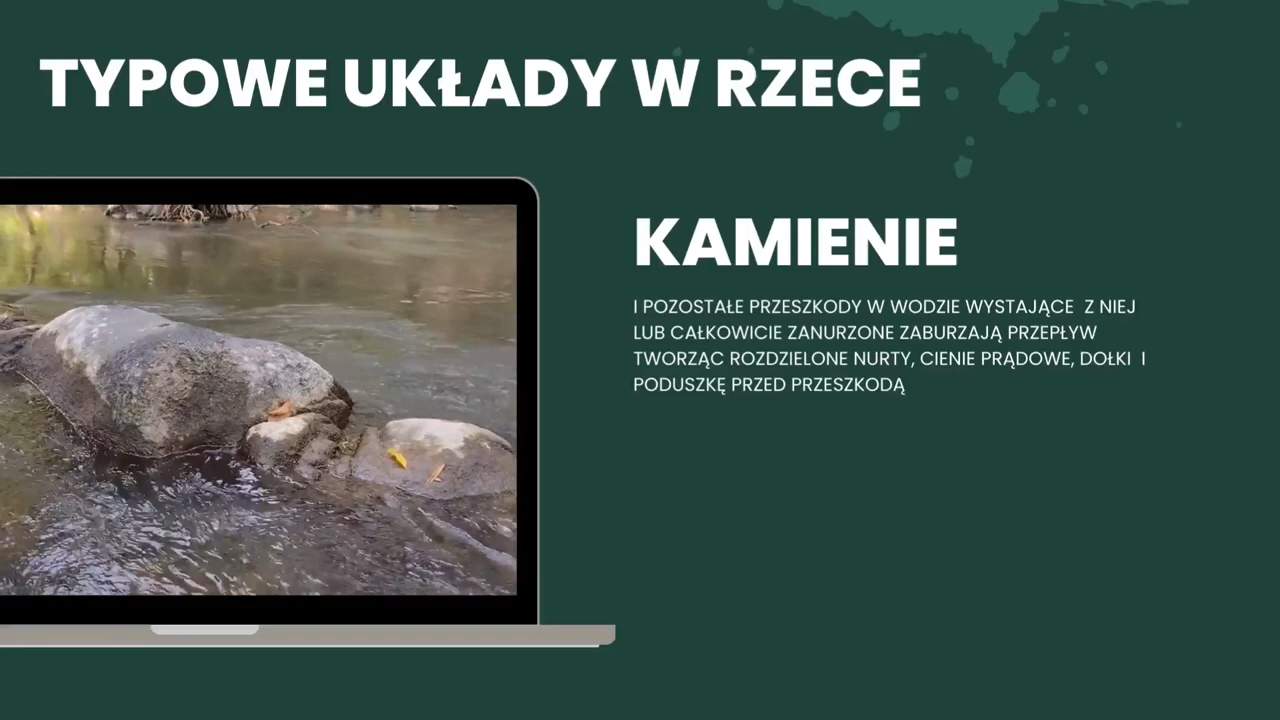 TYPOWE UKŁADY W RZECE
KAMIENIE
I POZOSTAŁE PRZESZKODY W WODZIE WYSTAJĄCE  Z NIEJ
LUB CAŁKOWICIE ZANURZONE ZABURZAJĄ PRZEPŁYW
TWORZĄC ROZDZIELONE NURTY, CIENIE PRĄDOWE, DOŁKI  I
PODUSZKĘ PRZED PRZESZKODĄ